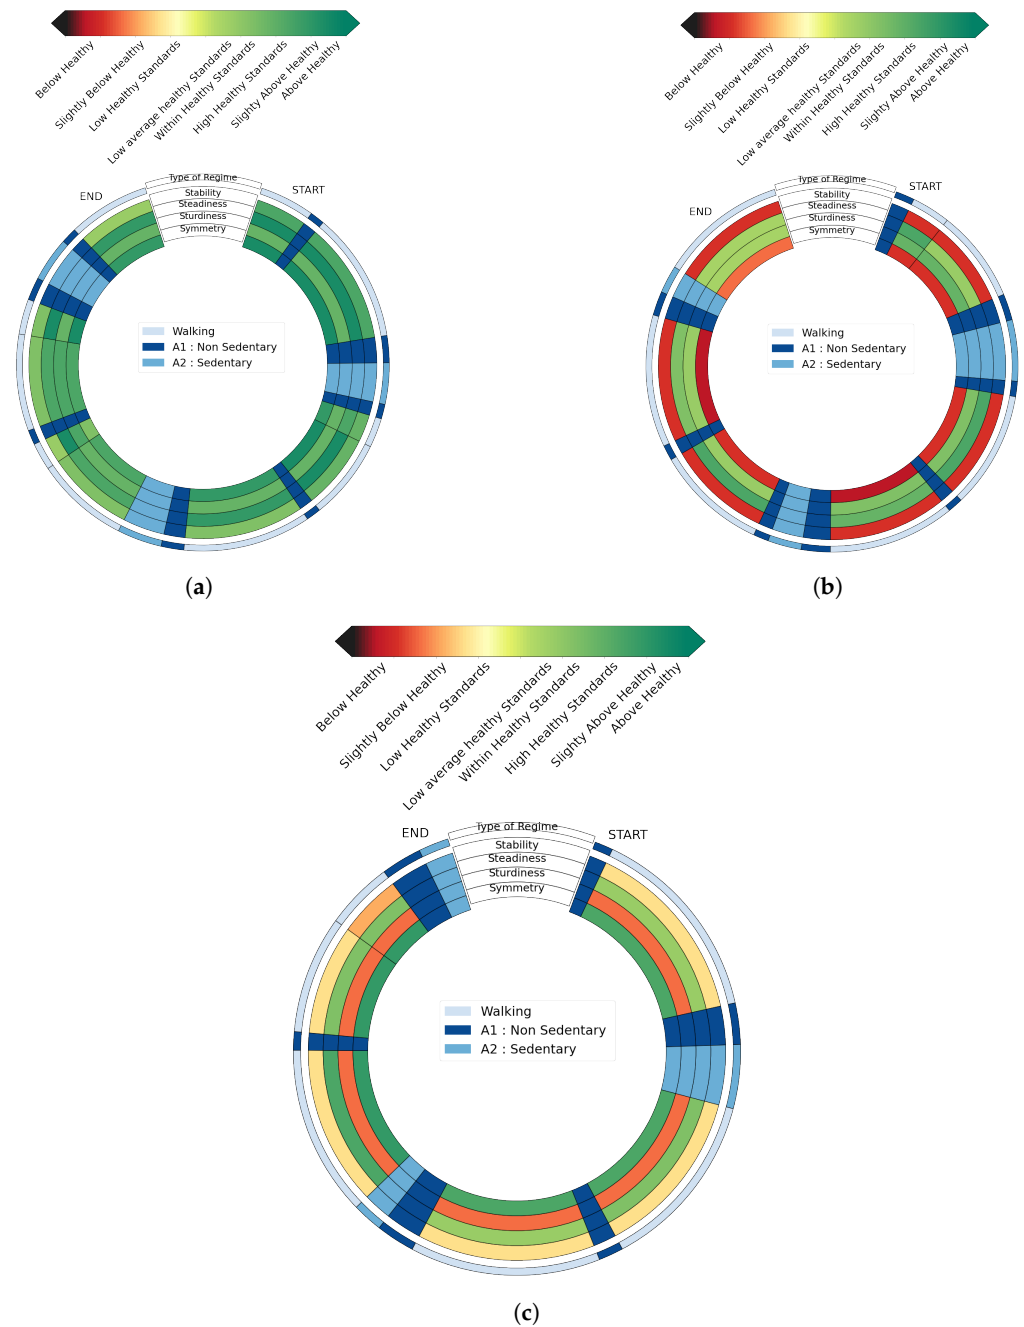 Below Healthy
Slightly Below Healthy
Low Healthy Standards
Low average healthy Standards
Within Healthy Standards
High Healthy Standards
Slighty Above Healthy
Above Healthy
END
Type of Regime
START
Stability
Steadiness
Sturdiness
Symmetry
Walking
A1 : Non Sedentary
A2 : Sedentary
(a)
Below Healthy
Slightly Below Healthy
Low Healthy Standards
Low average healthy Standards
Within Healthy Standards
High Healthy Standards
Slighty Above Healthy
Above Healthy
END
Type of Regime
START
Stability
Steadiness
Sturdiness
Symmetry
Walking
A1 : Non Sedentary
A2 : Sedentary
(b)
Below Healthy
Slightly Below Healthy
Low Healthy Standards
Low average healthy Standards
Within Healthy Standards
High Healthy Standards
Slighty Above Healthy
Above Healthy
END
Type of Regime
START
Stability
Steadiness
Sturdiness
Symmetry
Walking
A1 : Non Sedentary
A2 : Sedentary
(c)